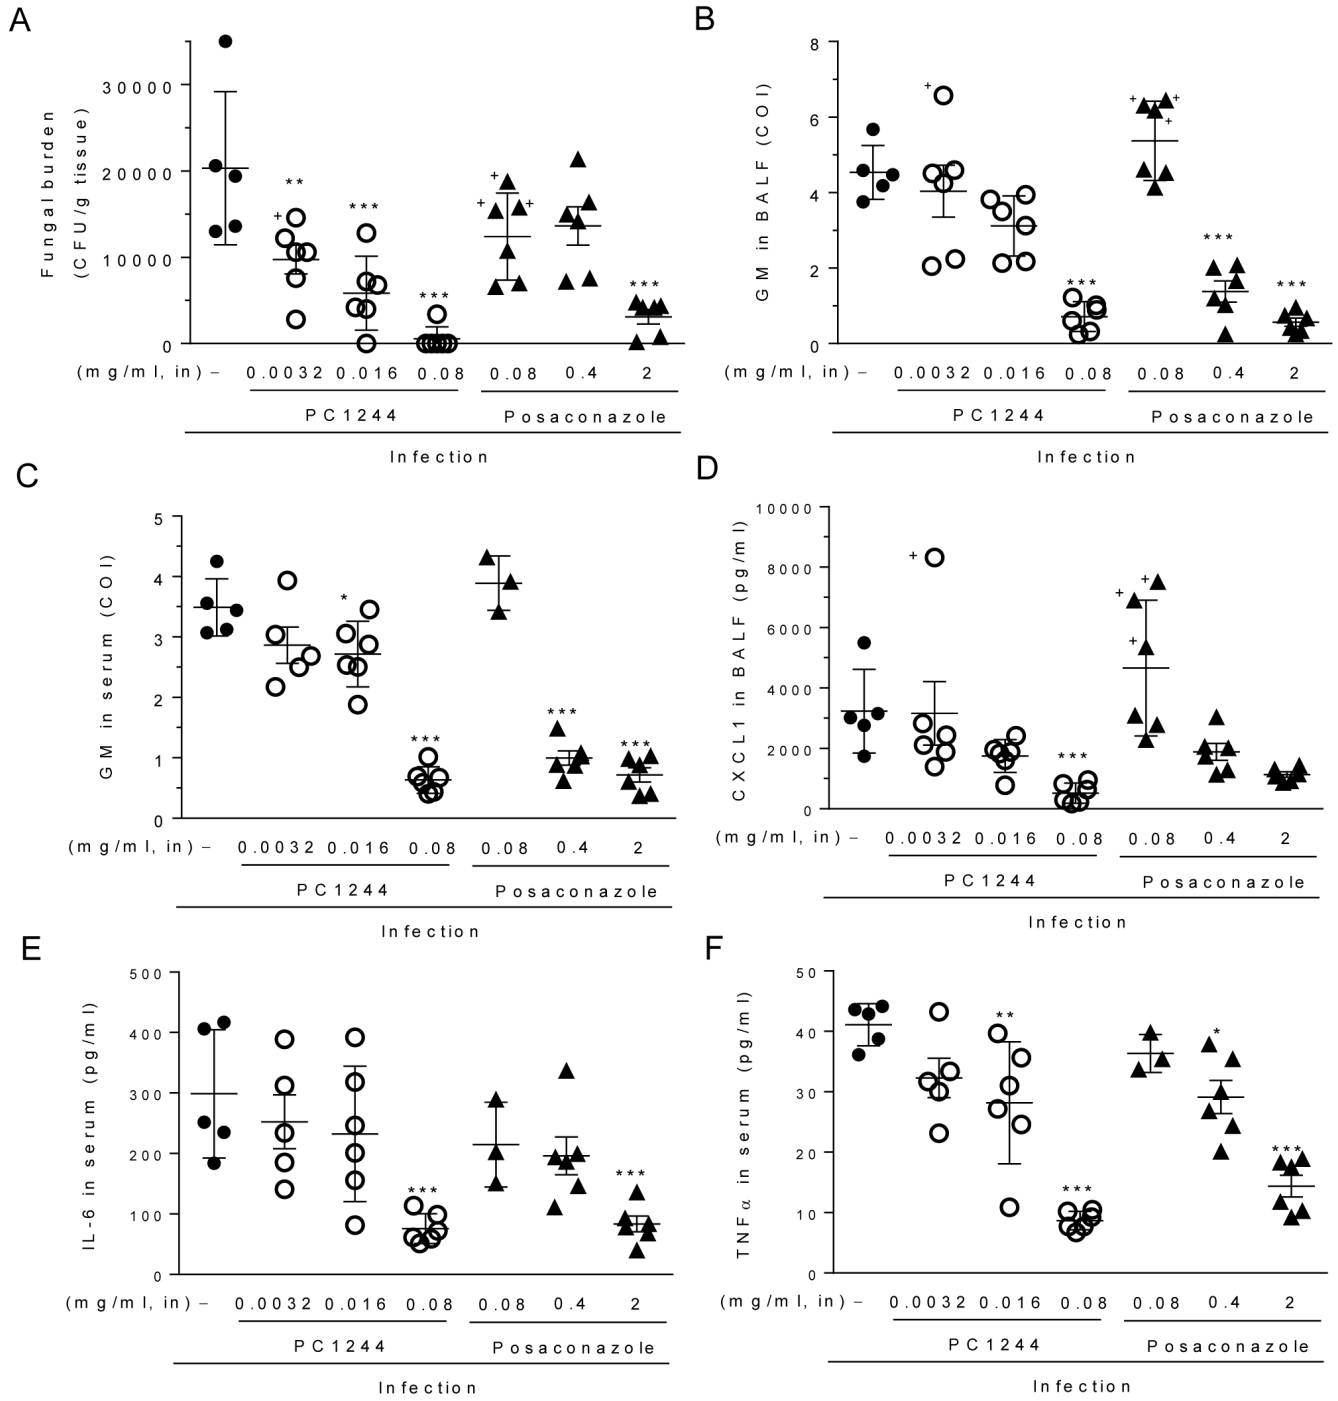 A
Fungal burden
(CFU/g tissue)
30000
20000
10000
0
+
**
***
***
+
+
+
***
(mg/ml, in) – 0.0032 0.016 0.08 0.08 0.4 2
PC1244 Posaconazole
Infection
B
GM in BALF (COI)
8
6
4
2
0
+
***
+
+
+
***
***
(mg/ml, in) – 0.0032 0.016 0.08 0.08 0.4 2
PC1244 Posaconazole
Infection
C
GM in serum (COI)
5
4
3
2
1
0
*
***
***
***
(mg/ml, in) – 0.0032 0.016 0.08 0.08 0.4 2
PC1244 Posaconazole
Infection
D
CXCL1 in BALF (pg/ml)
10000
8000
6000
4000
2000
0
+
***
+
+
+
(mg/ml, in) – 0.0032 0.016 0.08 0.08 0.4 2
PC1244 Posaconazole
Infection
E
IL-6 in serum (pg/ml)
500
400
300
200
100
0
***
***
(mg/ml, in) – 0.0032 0.016 0.08 0.08 0.4 2
PC1244 Posaconazole
Infection
F
TNFα in serum (pg/ml)
50
40
30
20
10
0
**
***
*
***
(mg/ml, in) – 0.0032 0.016 0.08 0.08 0.4 2
PC1244 Posaconazole
Infection